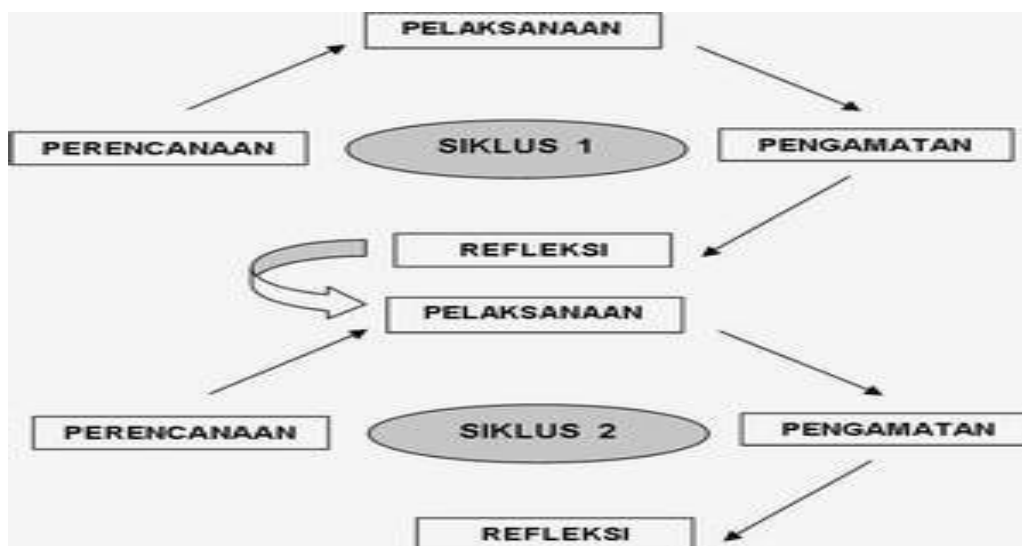 PELAKSANAAN
PERENCANAAN
SIKLUS 1
PENGAMATAN
REFLEKSI
PELAKSANAAN
PERENCANAAN
SIKLUS 2
PENGAMATAN
REFLEKSI